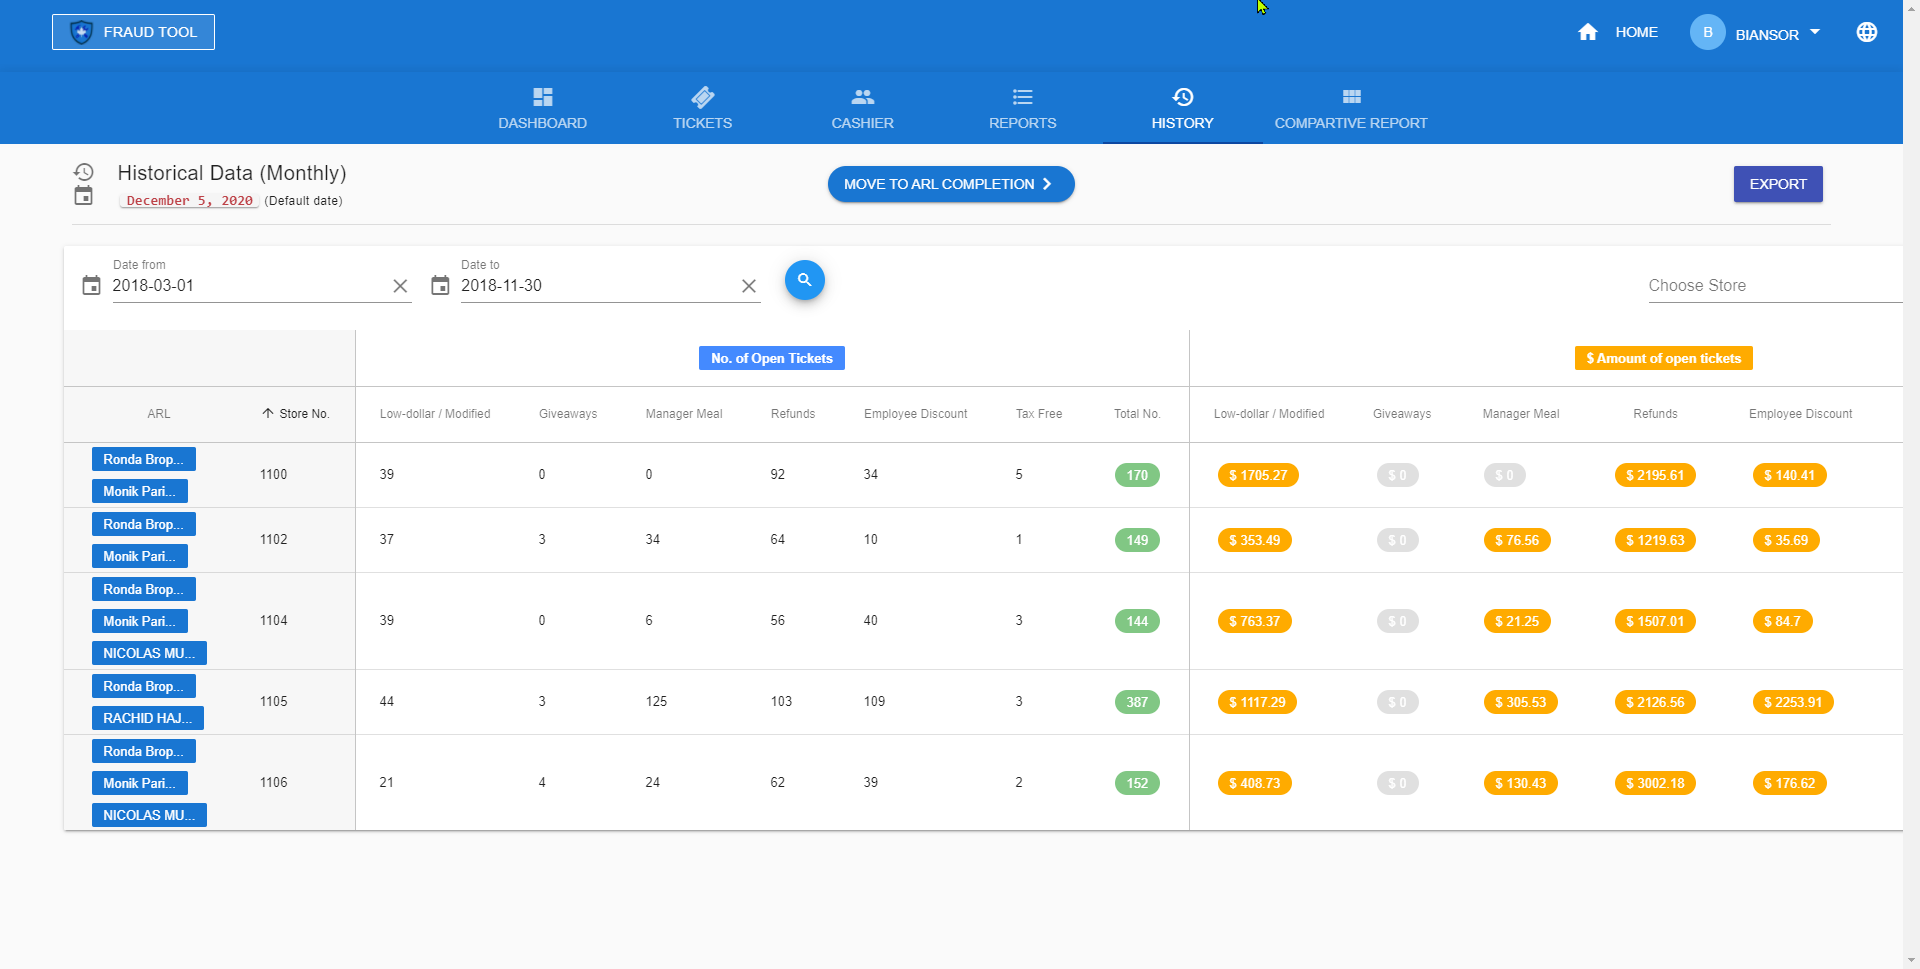 FRAUD TOOL
HOME
B
BIANSOR
DASHBOARD
TICKETS
CASHIER
REPORTS
HISTORY
COMPARTIVE REPORT
Historical Data (Monthly)
December 5, 2020 (Default date)
MOVE TO ARL COMPLETION
EXPORT
Date from
2018-03-01
Date to
2018-11-30
Choose Store
No. of Open Tickets
$ Amount of open tickets
ARL Store No. Low-dollar / Modified Giveaways Manager Meal Refunds Employee Discount Tax Free Total No. Low-dollar / Modified Giveaways Manager Meal Refunds Employee Discount
Ronda Brop...
Monik Pari...
1100 39 0 0 92 34 5 170 $ 1705.27 $ 0 $ 0 $ 2195.61 $ 140.41
Ronda Brop...
Monik Pari...
1102 37 3 34 64 10 1 149 $ 353.49 $ 0 $ 76.56 $ 1219.63 $ 35.69
Ronda Brop...
Monik Pari...
NICOLAS MU...
1104 39 0 6 56 40 3 144 $ 763.37 $ 0 $ 21.25 $ 1507.01 $ 84.7
Ronda Brop...
RACHID HAJ...
1105 44 3 125 103 109 3 387 $ 1117.29 $ 0 $ 305.53 $ 2126.56 $ 2253.91
Ronda Brop...
Monik Pari...
NICOLAS MU...
1106 21 4 24 62 39 2 152 $ 408.73 $ 0 $ 130.43 $ 3002.18 $ 176.62